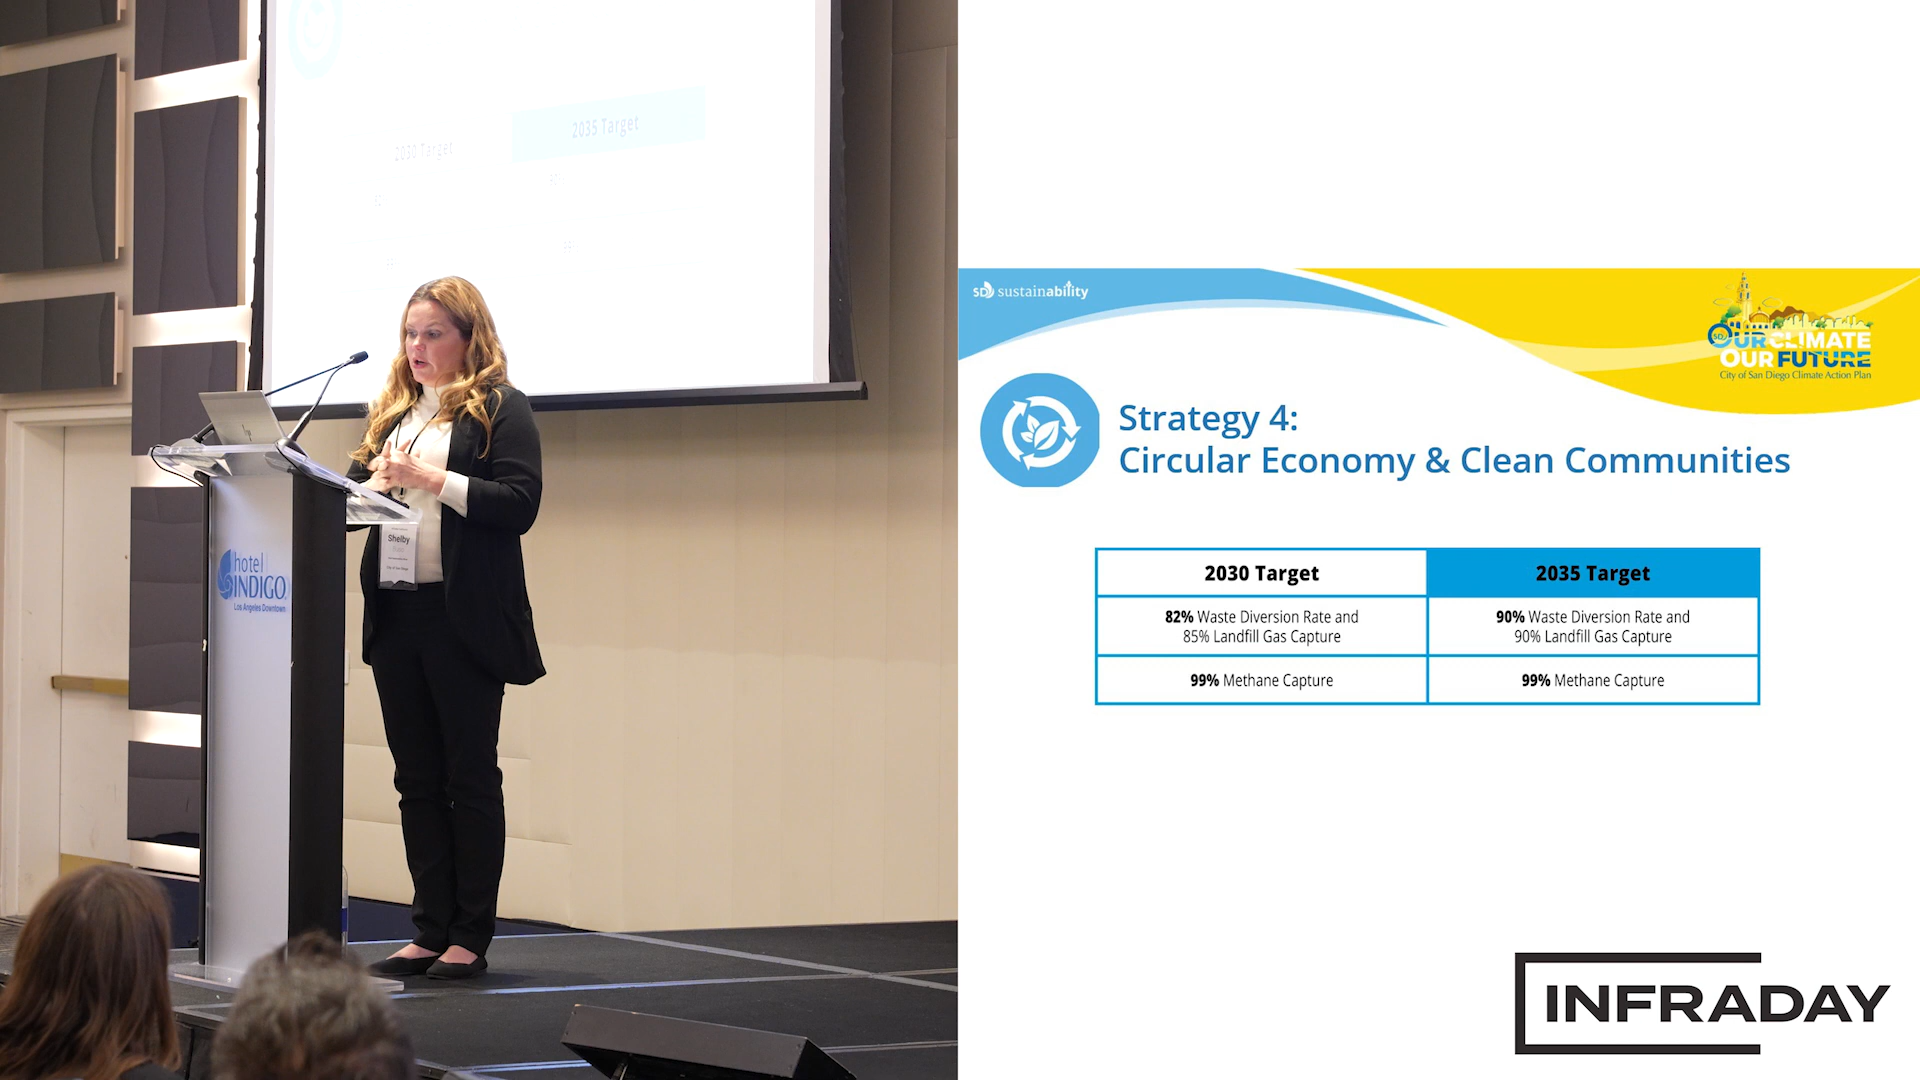 2035 Target
2030 Target
Shelby
hotel
INDIGO
Los Angeles Downtown
SD sustainability
OUR CLIMATE
OUR FUTURE
City of San Diego Climate Action Plan
Strategy 4:
Circular Economy & Clean Communities
2030 Target
2035 Target
82% Waste Diversion Rate and
85% Landfill Gas Capture
90% Waste Diversion Rate and
90% Landfill Gas Capture
99% Methane Capture
99% Methane Capture
INFRADAY